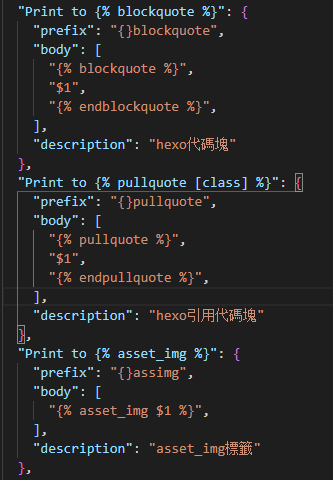 "Print to {% blockquote %}": {
"prefix": "{}blockquote",
"body": [
"{% blockquote %}",
"$1",
"{% endblockquote %}",
],
"description": "hexo代碼塊"
},
"Print to {% pullquote [class] %}": {
"prefix": "{}pullquote",
"body": [
"{% pullquote %}",
"$1",
"{% endpullquote %}",
],
"description": "hexo引用代碼塊"
},
"Print to {% asset_img %}": {
"prefix": "{}assimg",
"body": [
"{% asset_img $1 %}",
],
"description": "asset_img標籤"
},